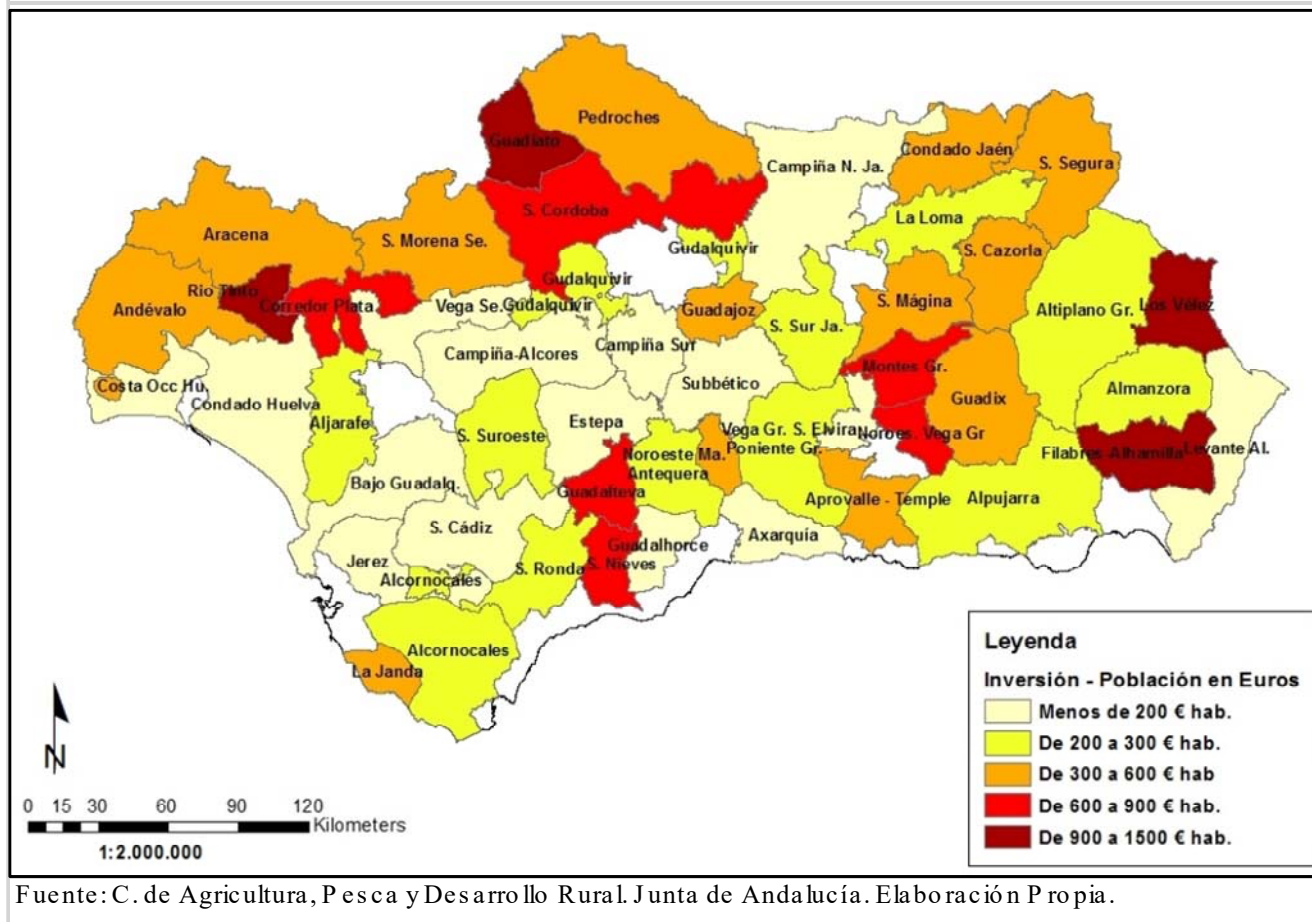 Pedroches
Guadiato
Campiña N. Ja.
Condado Jaén
S. Segura
S. Cordoba
La Loma
Aracena
S. Morena Se.
Gudalquivir
S. Cazorla
Rio Tinto
Corredor Plata.
Gudalquivir
Andévalo
Vega Se.
Gudalquivir
Guadajoz
S. Mágina
Altiplano Gr.
Los Vélez
S. Sur Ja.
Campiña-Alcores
Campiña Sur
Montes Gr.
Costa Occ Hu.
Condado Huelva
Subbético
Almanzora
Guadix
Aljarafe
Estepa
S. Suroeste
Vega Gr. S. Elvira
Noroes. Vega Gr
Noroeste Ma.
Poniente Gr.
Filabres-Alhamilla
Levante Al.
Antequera
Bajo Guadalq.
Guadalteva
Aprovalle - Temple
Alpujarra
S. Cádiz
Axarquía
Guadalhorce
Jerez
S. Ronda
S. Nieves
Alcornocales
Alcornocales
La Janda
N
0 15 30 60 90 120
Kilometers
1:2.000.000
Leyenda
Inversión - Población en Euros
Menos de 200 € hab.
De 200 a 300 € hab.
De 300 a 600 € hab
De 600 a 900 € hab.
De 900 a 1500 € hab.
Fuente: C. de Agricultura, Pesca y Desarrollo Rural. Junta de Andalucía. Elaboración Propia.